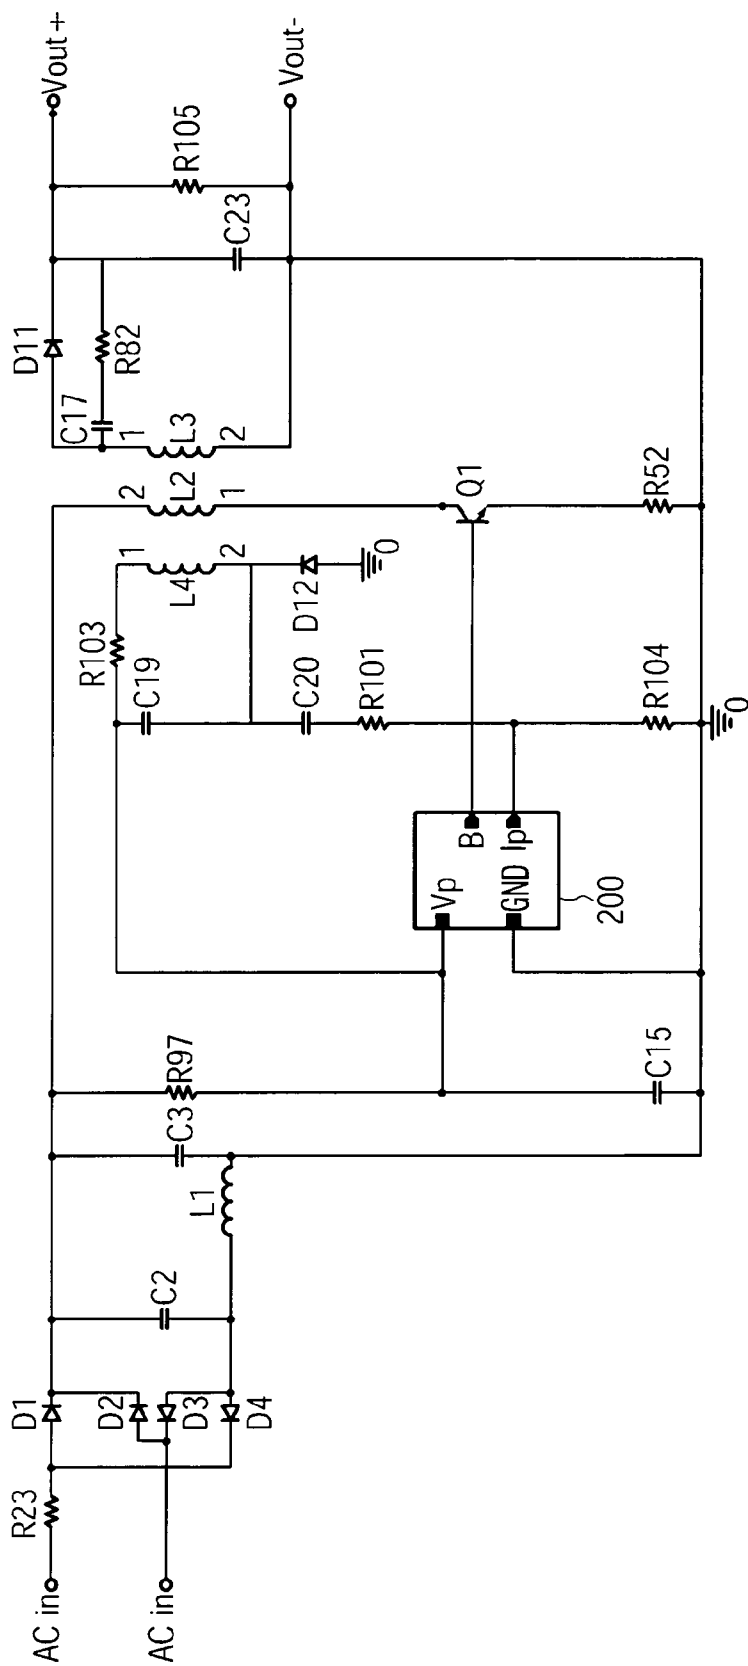 AC in
AC in
R23
D1
D2
D3
D4
C2
L1
C3
R97
C15
Vp
GND
B
Ip
200
R103
C19
C20
R101
R104
0
1
L4
2
D12
0
2
L2
1
Q1
R52
D11
C17
R82
1
L3
2
C23
R105
Vout+
Vout-